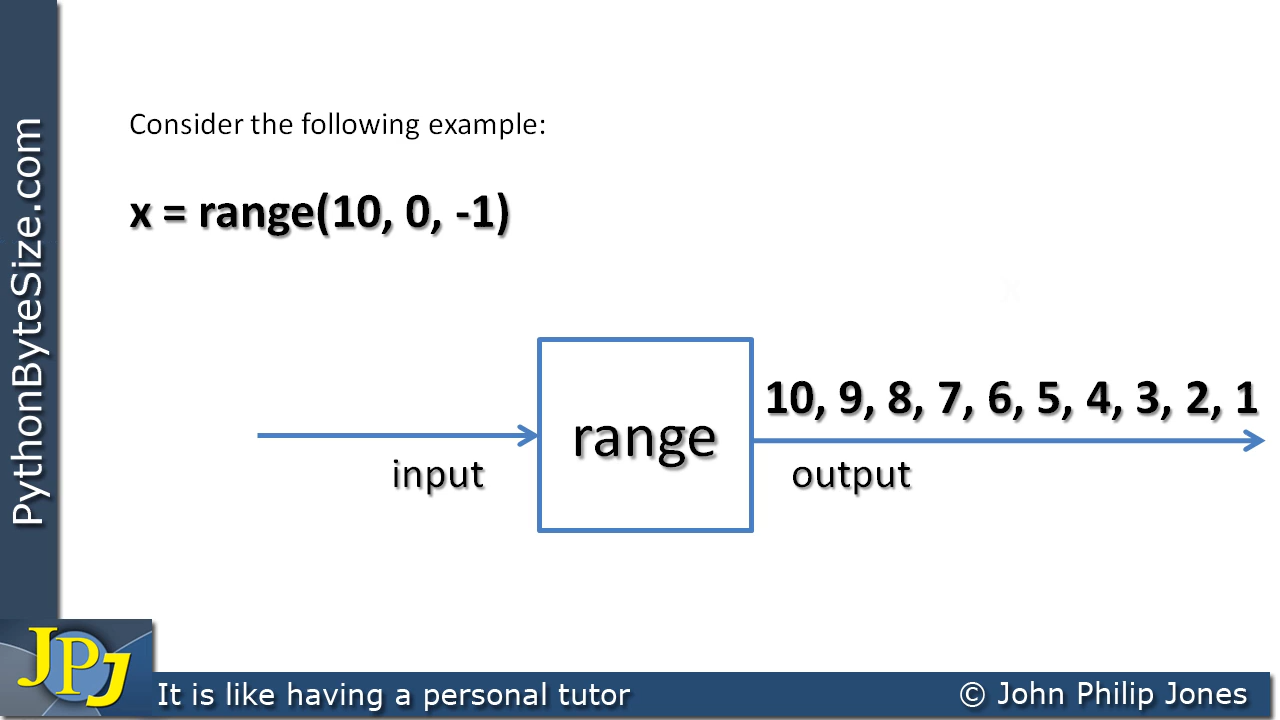 Consider the following example:
x = range(10, 0, -1)
10, 9, 8, 7, 6, 5, 4, 3, 2, 1
range
input
output
PythonByteSize.com
JPJ
It is like having a personal tutor
© John Philip Jones